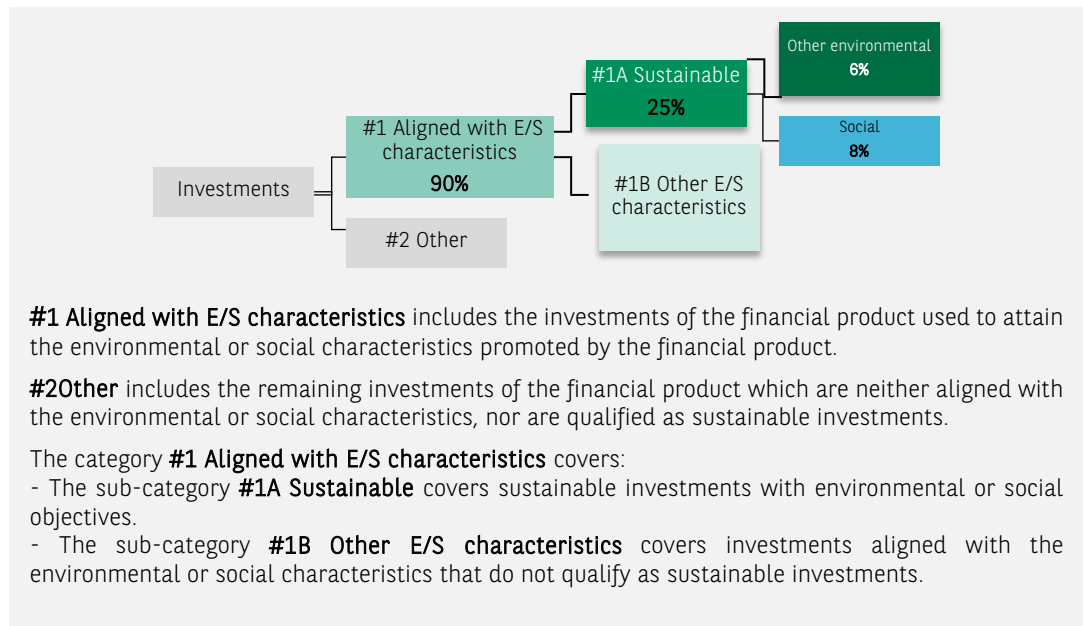 Other environmental
6%
#1A Sustainable
25%
Social
8%
#1 Aligned with E/S
characteristics
90%
Investments
#1B Other E/S
characteristics
#2 Other
#1 Aligned with E/S characteristics includes the investments of the financial product used to attain
the environmental or social characteristics promoted by the financial product.
#2Other includes the remaining investments of the financial product which are neither aligned with
the environmental or social characteristics, nor are qualified as sustainable investments.
The category #1 Aligned with E/S characteristics covers:
- The sub-category #1A Sustainable covers sustainable investments with environmental or social
objectives.
- The sub-category #1B Other E/S characteristics covers investments aligned with the
environmental or social characteristics that do not qualify as sustainable investments.